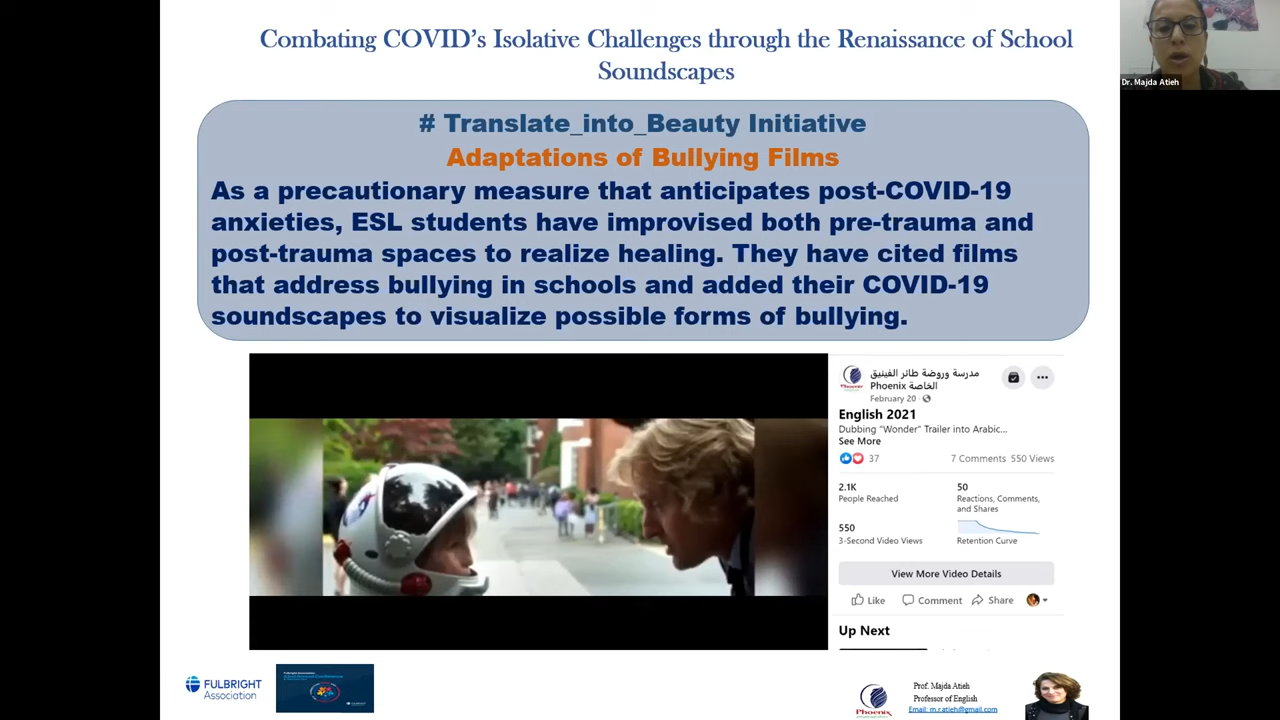 Combating COVID's Isolative Challenges through the Renaissance of School
Soundscapes
Dr. Majda Atieh
# Translate_into_Beauty Initiative
Adaptations of Bullying Films
As a precautionary measure that anticipates post-COVID-19
anxieties, ESL students have improvised both pre-trauma and
post-trauma spaces to realize healing. They have cited films
that address bullying in schools and added their COVID-19
soundscapes to visualize possible forms of bullying.
مدرسة وروضة طائر الفينيق
الخاصة Phoenix
February 20
English 2021
Dubbing "Wonder" Trailer into Arabic...
See More
37
7 Comments 550 Views
2.1K
People Reached
50
Reactions, Comments,
and Shares
550
3-Second Video Views
Retention Curve
View More Video Details
Like Comment Share
Up Next
FULBRIGHT
Association
Phoenix
Prof. Majda Atieh
Professor of English
Email: m.r.atieh@gmail.com